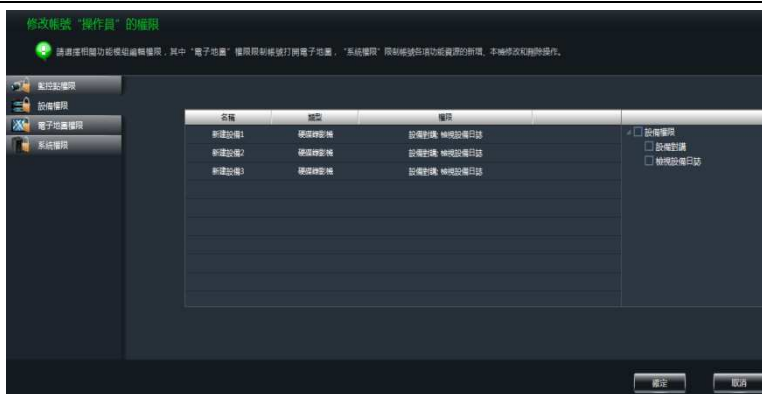 修改帳號“操作員”的權限
請選擇相關功能模組編輯權限，其中“電子地圖”權限限制帳號打開電子地圖，“系統權限”限制帳號各項功能資源的新增、本機修改和刪除操作。
監控點權限
設備權限
電子地圖權限
系統權限
名稱 類型 權限
新建設備1 硬碟錄影機 設備對講; 檢視設備日誌
新建設備2 硬碟錄影機 設備對講; 檢視設備日誌
新建設備3 硬碟錄影機 設備對講; 檢視設備日誌
設備權限
設備對講
檢視設備日誌
確定 取消